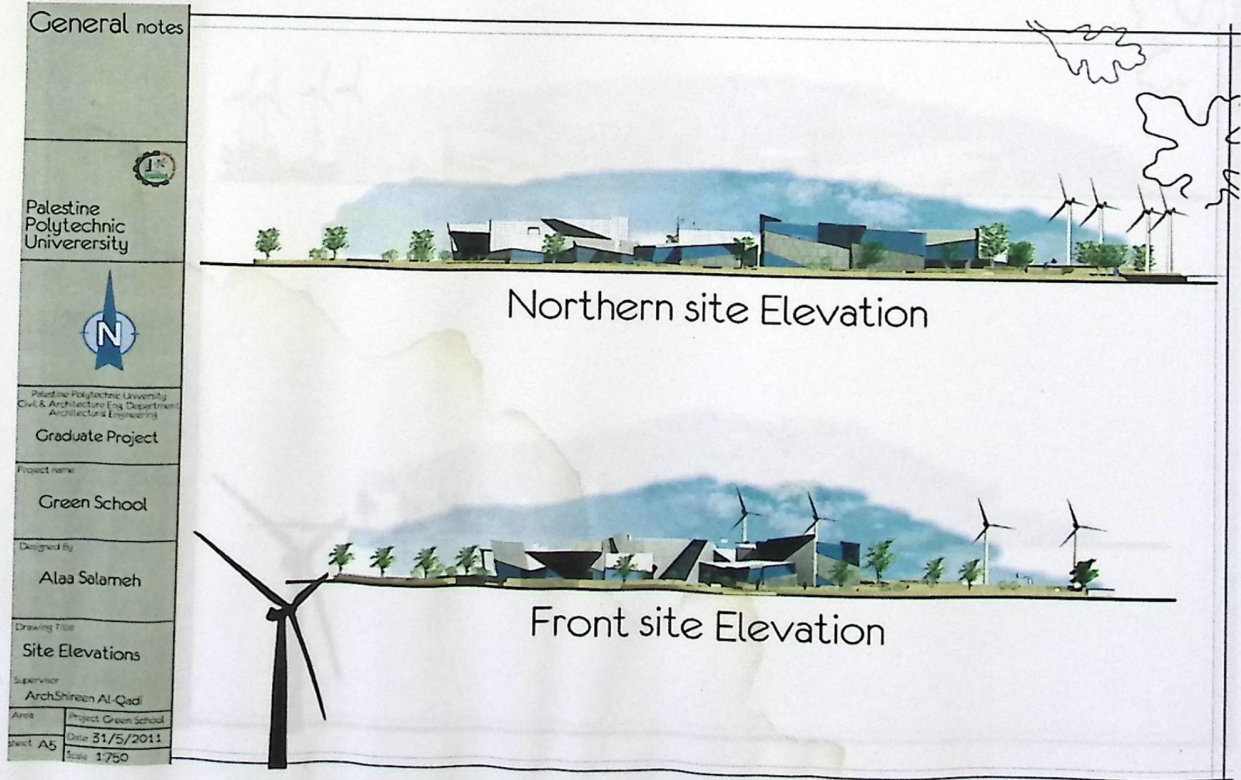 General notes
Palestine
Polytechnic
Univerersity
N
Palestine Polytechnic University
Civil & Architecture Eng. Department
Architectural Engineering
Graduate Project
Project name
Green School
Designed By
Alaa Salameh
Drawing Title
Site Elevations
Supervisor
Arch.Shireen Al-Qadi
Area
Project Green School
sheet A5
Date 31/5/2011
Scale 1:750
Northern site Elevation
Front site Elevation